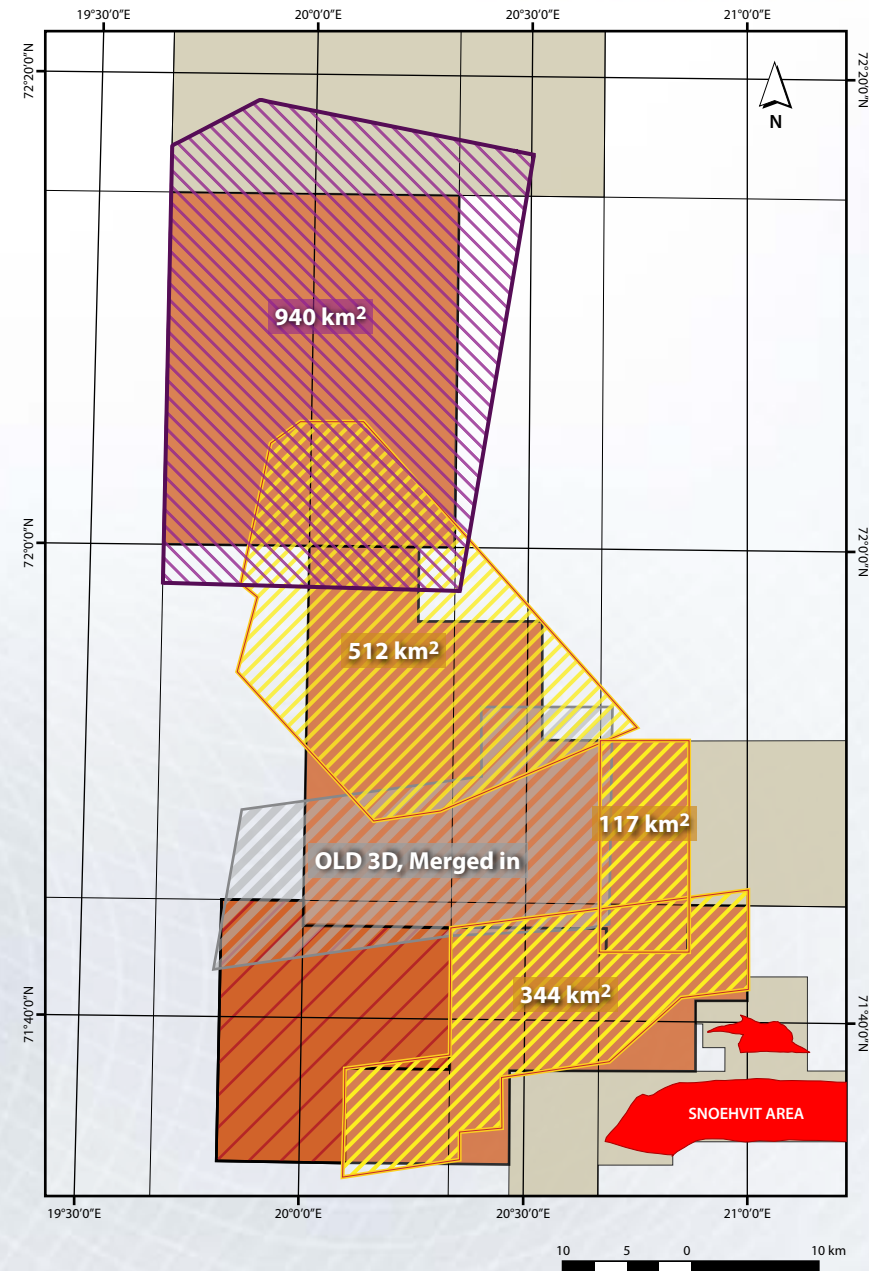 19°30'0"E 20°0'0"E 20°30'0"E 21°0'0"E
72°20'0"N
72°20'0"N
N
940 km²
72°0'0"N
72°0'0"N
512 km²
117 km²
OLD 3D, Merged in
344 km²
71°40'0"N
71°40'0"N
SNOEHVIT AREA
19°30'0"E 20°0'0"E 20°30'0"E 21°0'0"E
10 5 0 10 km